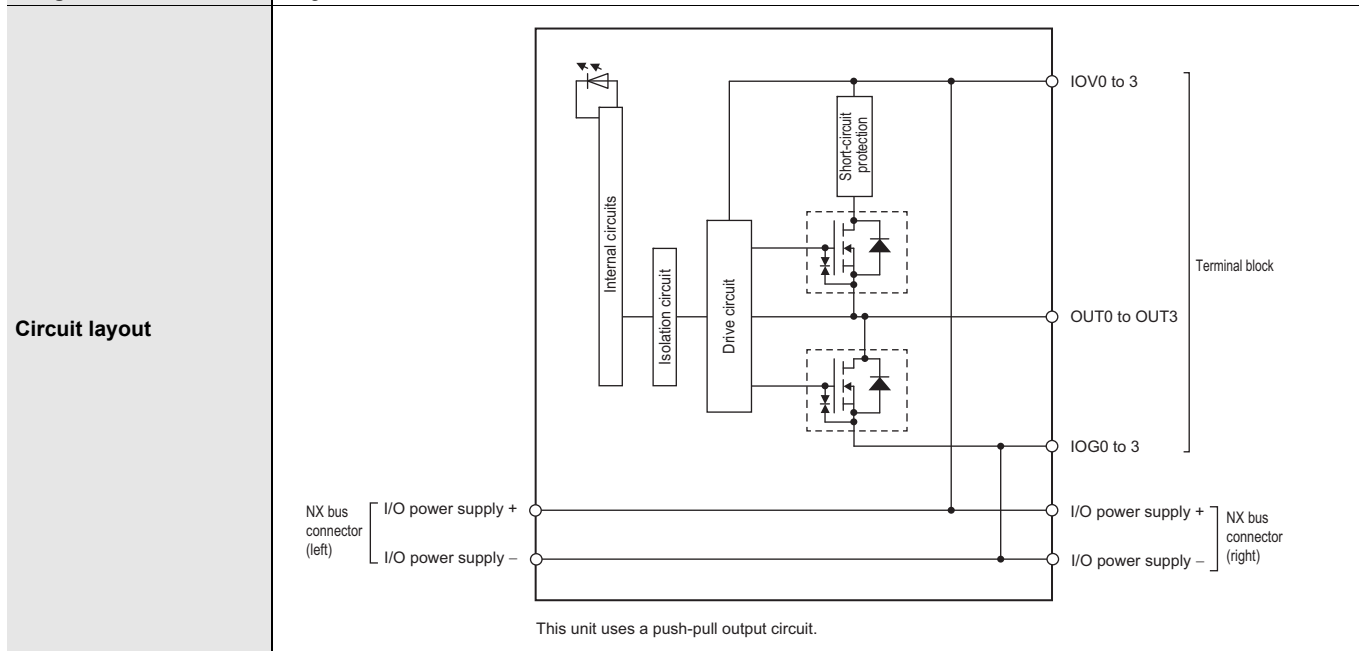 Circuit layout
IOV0 to 3
Short-circuit
protection
Internal circuits
Isolation circuit
Drive circuit
Terminal block
OUT0 to OUT3
IOG0 to 3
NX bus
connector
(left)
I/O power supply +
I/O power supply –
I/O power supply +
I/O power supply –
NX bus
connector
(right)
This unit uses a push-pull output circuit.